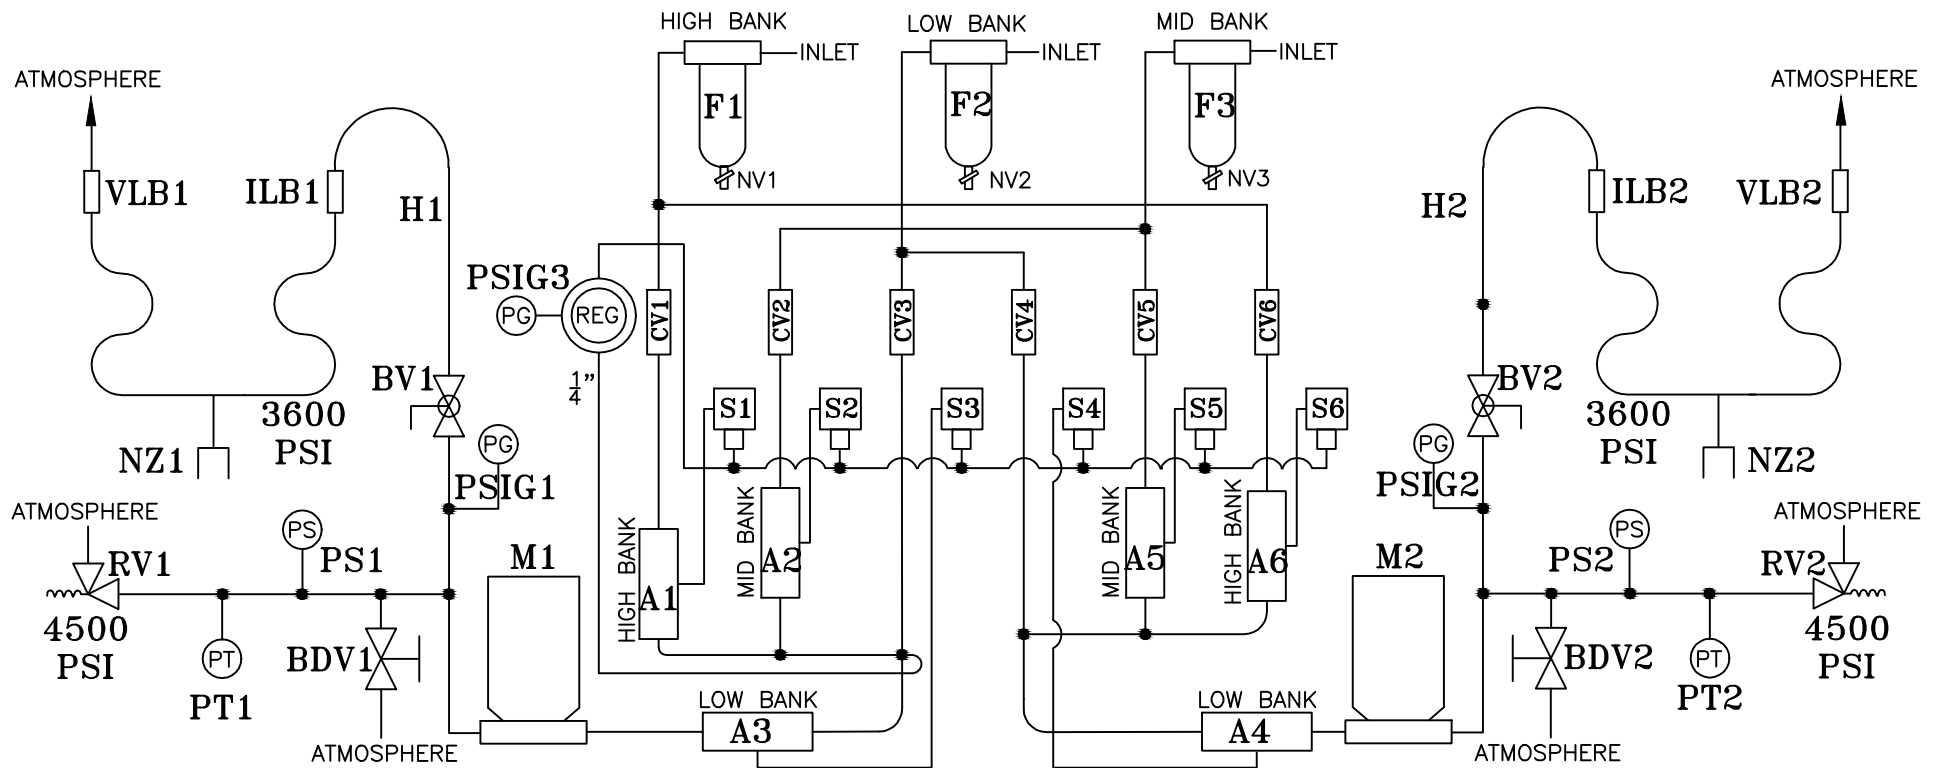 HIGH BANK
LOW BANK
MID BANK
INLET
INLET
INLET
ATMOSPHERE
ATMOSPHERE
F1
F2
F3
NV1
NV2
NV3
VLB1
ILB1
H1
H2
ILB2
VLB2
PSIG3
PG
REG
CV1
CV2
CV3
CV4
CV5
CV6
1/4"
BV1
BV2
S1
S2
S3
S4
S5
S6
3600
PSI
3600
PSI
NZ1
NZ2
PG
PSIG1
PG
PSIG2
ATMOSPHERE
ATMOSPHERE
RV1
PS
PS1
M1
HIGH BANK
A1
MID BANK
A2
MID BANK
A5
HIGH BANK
A6
M2
PS
PS2
RV2
4500
PSI
4500
PSI
PT
PT1
BDV1
BDV2
PT
PT2
LOW BANK
A3
LOW BANK
A4
ATMOSPHERE
ATMOSPHERE